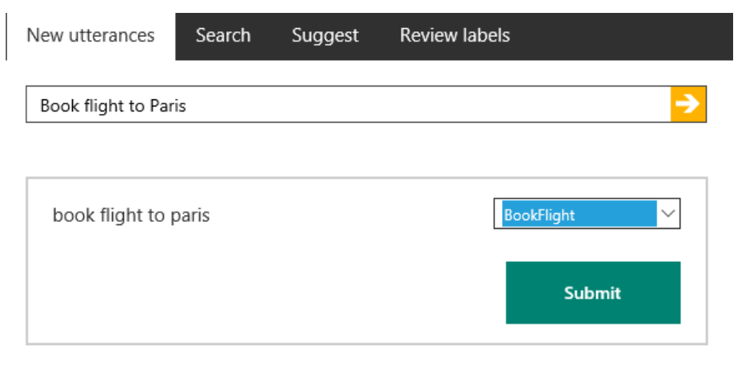 New utterances Search Suggest Review labels
Book flight to Paris
book flight to paris BookFlight
Submit